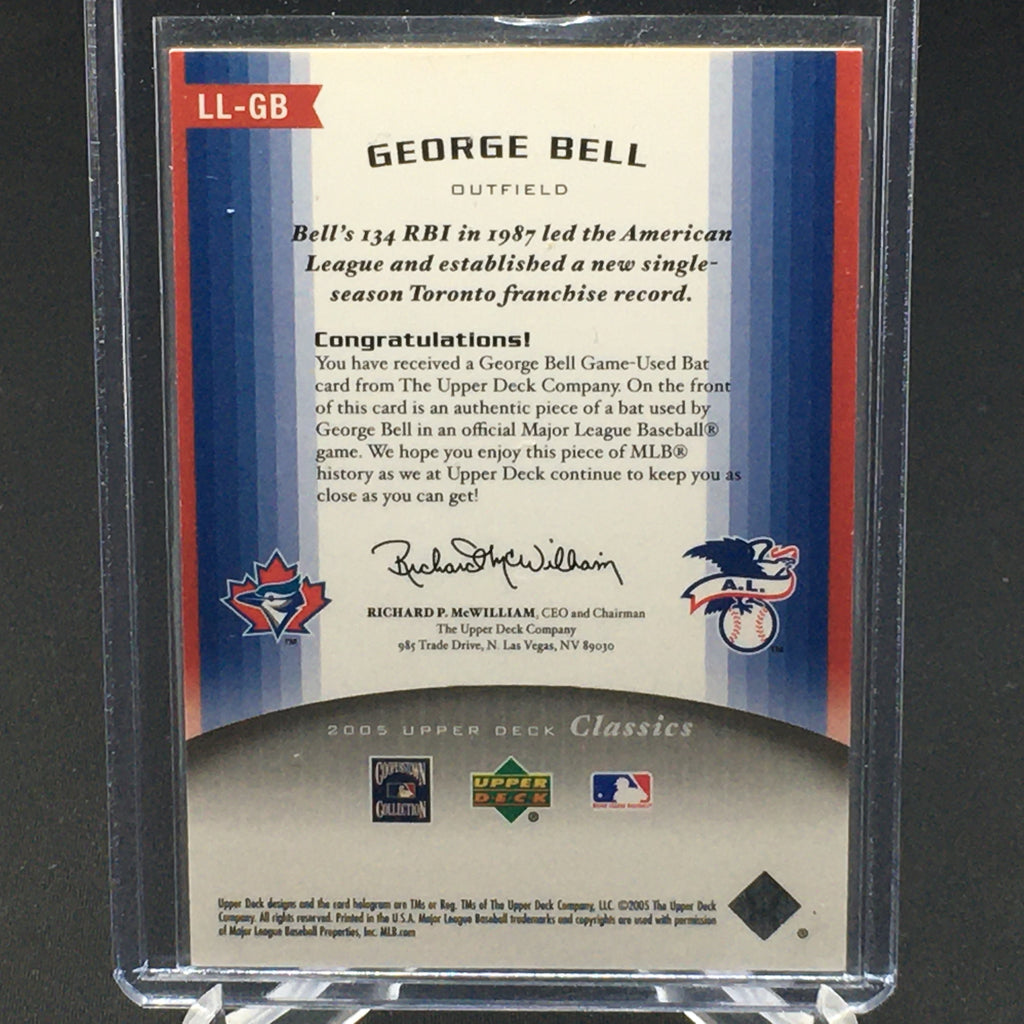 LL-GB
GEORGE BELL
OUTFIELD
Bell's 134 RBI in 1987 led the American
League and established a new single-
season Toronto franchise record.
Congratulations!
You have received a George Bell Game-Used Bat
card from The Upper Deck Company. On the front
of this card is an authentic piece of a bat used by
George Bell in an official Major League Baseball®
game. We hope you enjoy this piece of MLB®
history as we at Upper Deck continue to keep you as
close as you can get!
Richard McWilliam
TM
A.L.
TM
RICHARD P. McWILLIAM, CEO and Chairman
The Upper Deck Company
985 Trade Drive, N. Las Vegas, NV 89030
2005 UPPER DECK Classics
COOPERSTOWN
COLLECTION
UPPER
DECK
®
Upper Deck designs and the card hologram are TMs or Reg. TMs of The Upper Deck Company, LLC. ©2005 The Upper Deck
Company. All rights reserved. Printed in the U.S.A. Major League Baseball trademarks and copyrights are used with permission
of Major League Baseball Properties, Inc. MLB.com
®